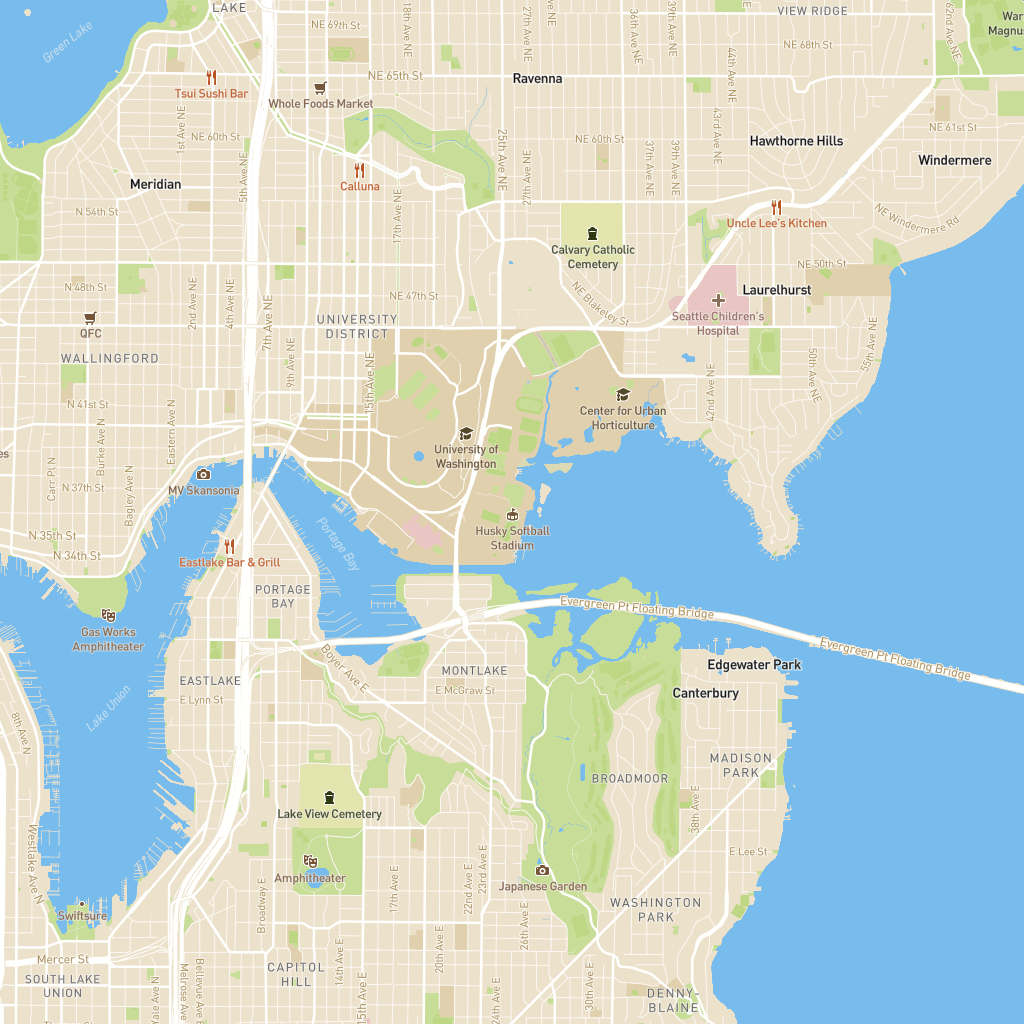 LAKE
NE 69th St
18th Ave NE
27th Ave NE
36th Ave NE
39th Ave NE
VIEW RIDGE
62nd Ave NE
War
Magnus
Green Lake
NE 68th St
44th Ave NE
Tsui Sushi Bar
NE 65th St
Ravenna
Whole Foods Market
1st Ave NE
NE 60th St
NE 60th St
43rd Ave NE
NE 61st St
Hawthorne Hills
Windermere
5th Ave NE
25th Ave NE
27th Ave NE
37th Ave NE
39th Ave NE
Meridian
Calluna
N 54th St
17th Ave NE
Uncle Lee's Kitchen
NE Windermere Rd
Calvary Catholic
Cemetery
NE 50th St
N 48th St
2nd Ave NE
4th Ave NE
7th Ave NE
NE 47th St
NE Blakeley St
Laurelhurst
Seattle Children's
Hospital
QFC
UNIVERSITY
DISTRICT
WALLINGFORD
9th Ave NE
15th Ave NE
50th Ave NE
55th Ave NE
42nd Ave NE
N 41st St
Eastern Ave N
Burke Ave N
Center for Urban
Horticulture
University of
Washington
es
Carr PL N
N 37th St
Bagley Ave N
MV Skansonia
N 35th St
N 34th St
Portage Bay
Husky Softball
Stadium
Eastlake Bar & Grill
PORTAGE
BAY
Gas Works
Amphitheater
Evergreen Pt Floating Bridge
Evergreen Pt Floating Bridge
Boyer Ave E
MONTLAKE
Edgewater Park
EASTLAKE
E McGraw St
Canterbury
E Lynn St
Lake Union
8th Ave N
MADISON
PARK
BROADMOOR
Lake View Cemetery
38th Ave E
Westlake Ave N
E Lee St
Amphitheater
Japanese Garden
Broadway E
17th Ave E
22nd Ave E
23rd Ave E
WASHINGTON
PARK
Swiftsure
26th Ave E
20th Ave E
14th Ave E
Mercer St
SOUTH LAKE
UNION
CAPITOL
HILL
Yale Ave N
Melrose Ave E
Bellevue Ave E
15th Ave E
24th Ave E
30th Ave E
DENNY-
BLAINE